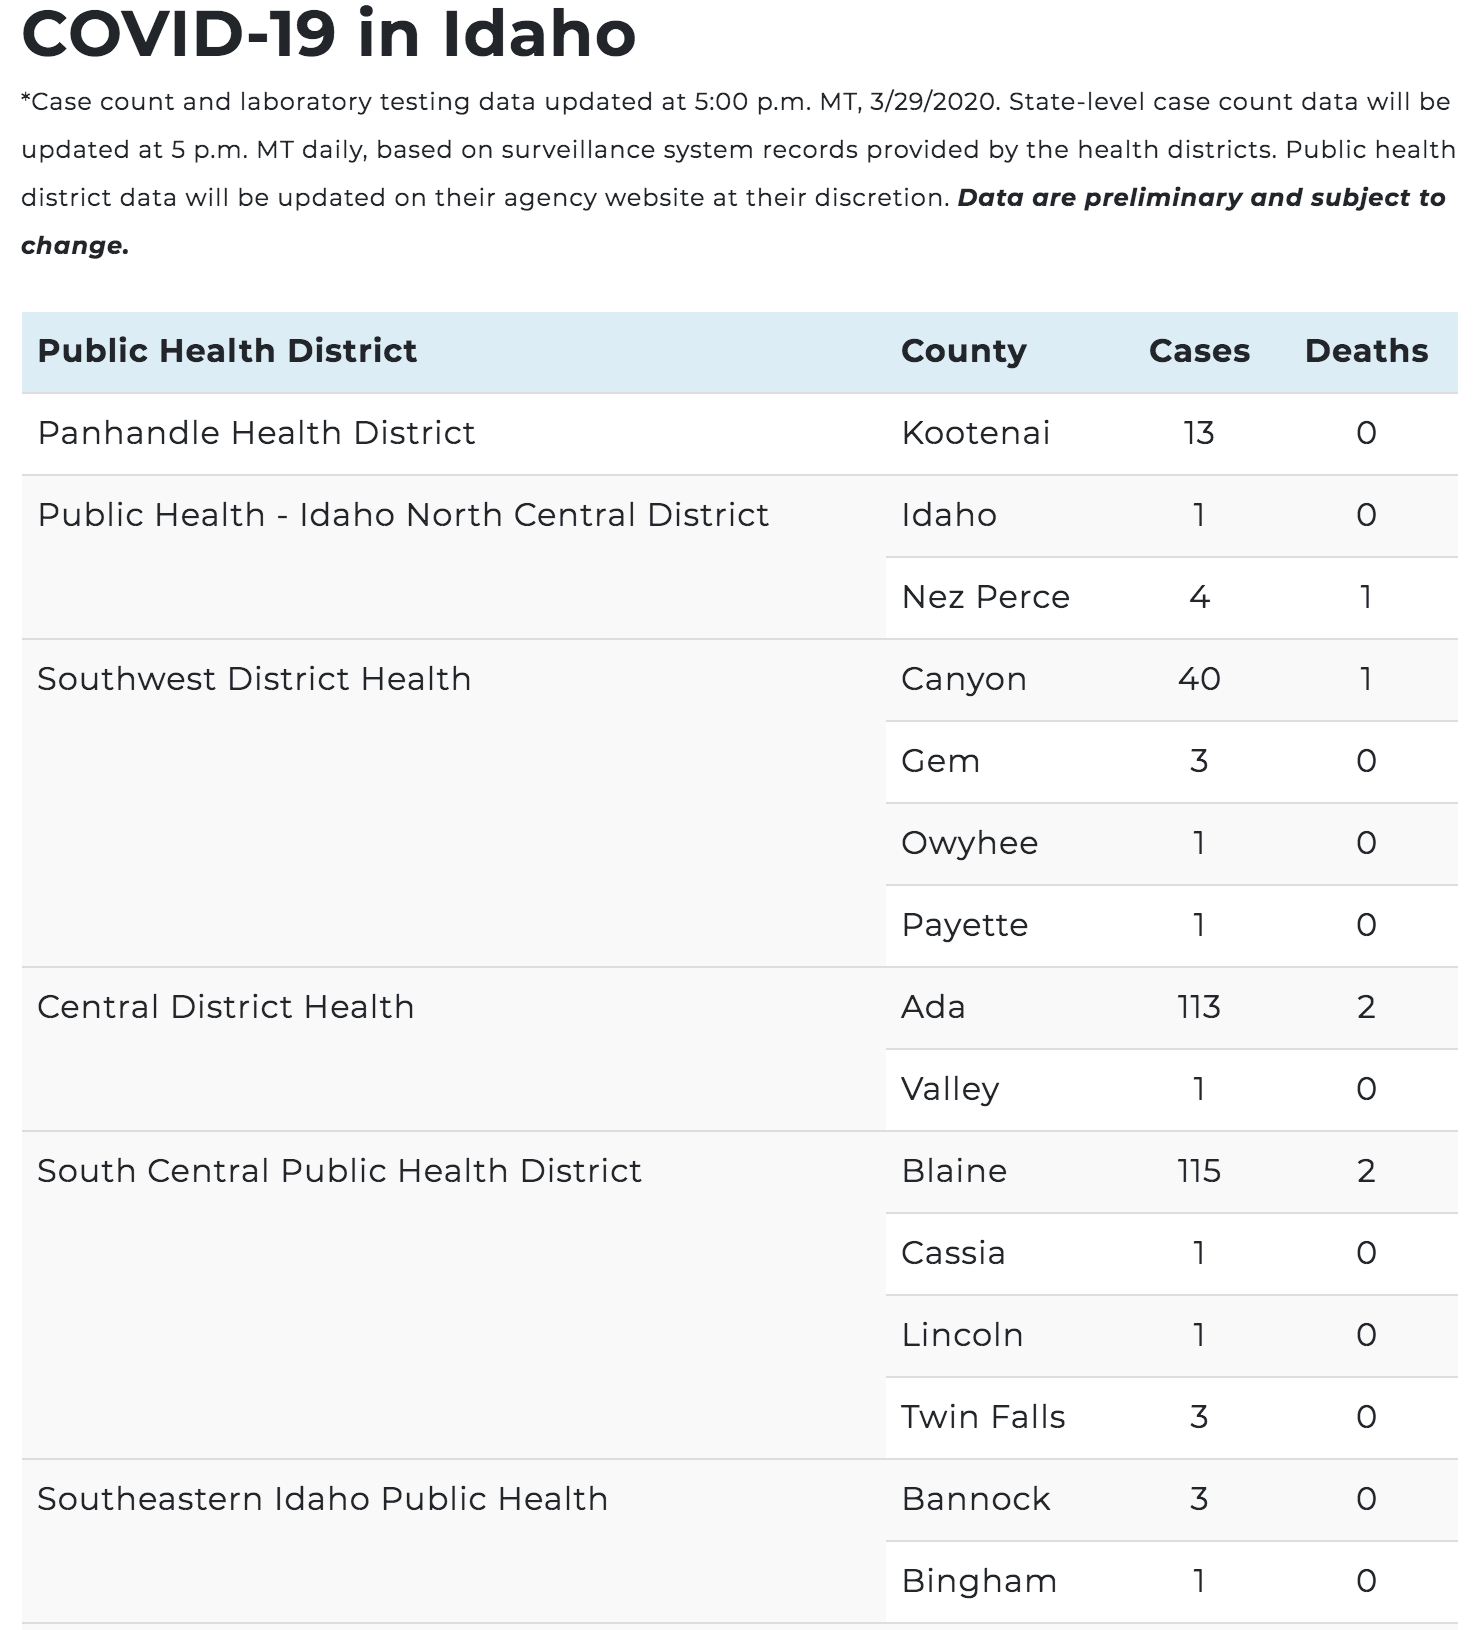 COVID-19 in Idaho
*Case count and laboratory testing data updated at 5:00 p.m. MT, 3/29/2020. State-level case count data will be
updated at 5 p.m. MT daily, based on surveillance system records provided by the health districts. Public health
district data will be updated on their agency website at their discretion. Data are preliminary and subject to
change.
Public Health District County Cases Deaths
Panhandle Health District Kootenai 13 0
Public Health - Idaho North Central District Idaho 1 0
Nez Perce 4 1
Southwest District Health Canyon 40 1
Gem 3 0
Owyhee 1 0
Payette 1 0
Central District Health Ada 113 2
Valley 1 0
South Central Public Health District Blaine 115 2
Cassia 1 0
Lincoln 1 0
Twin Falls 3 0
Southeastern Idaho Public Health Bannock 3 0
Bingham 1 0